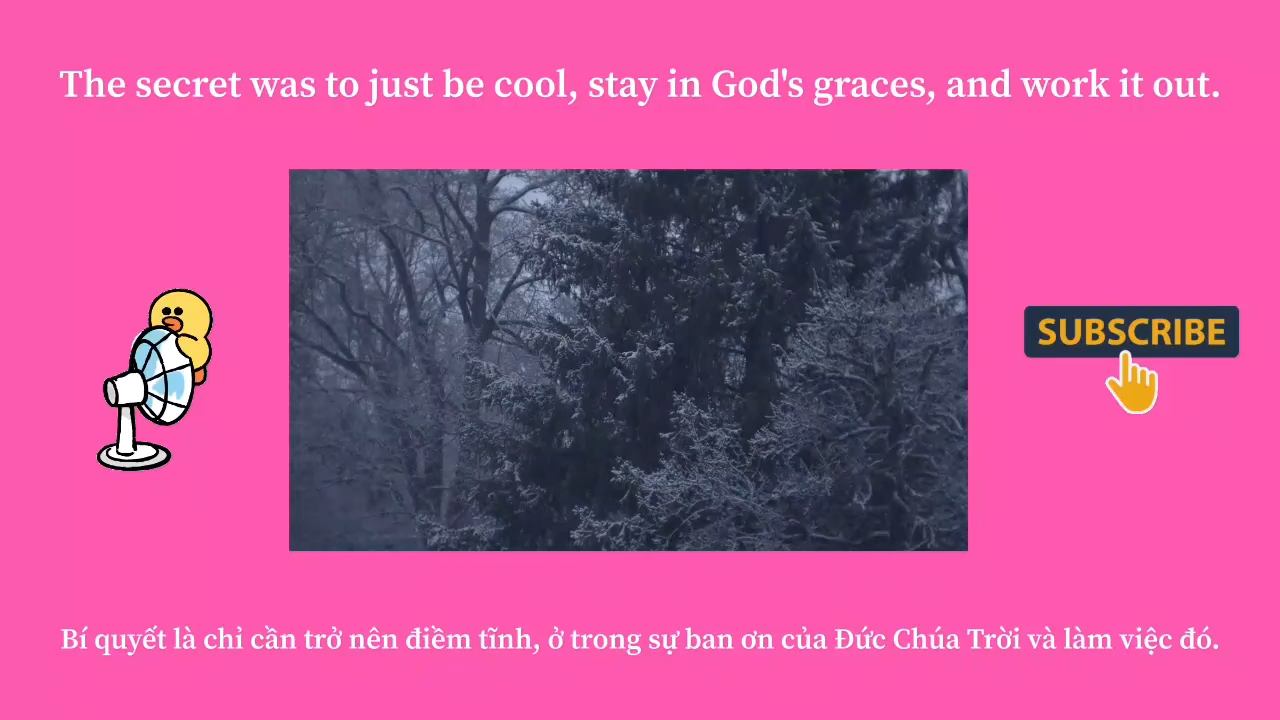 The secret was to just be cool, stay in God's graces, and work it out.
SUBSCRIBE
Bí quyết là chỉ cần trở nên điềm tĩnh, ở trong sự ban ơn của Đức Chúa Trời và làm việc đó.